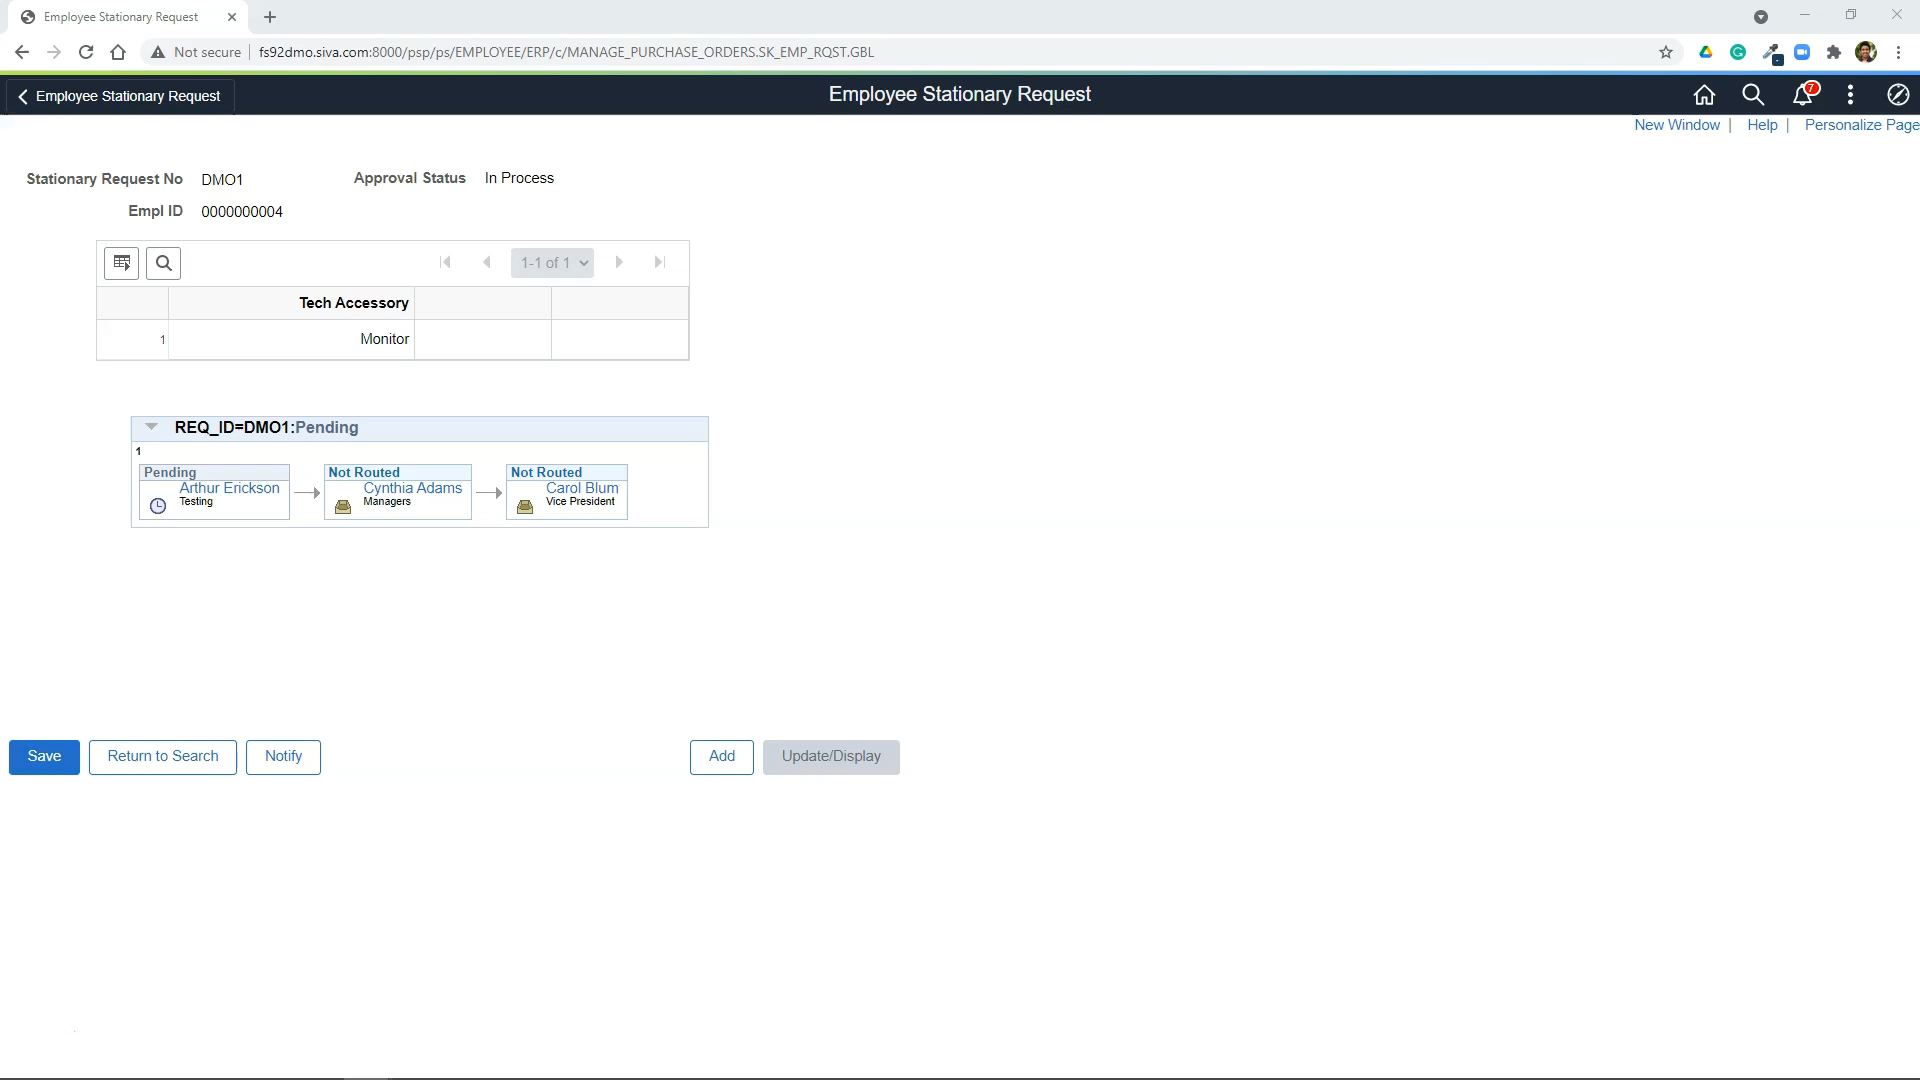 Employee Stationary Request
Not secure | fs92dmo.siva.com:8000/psp/ps/EMPLOYEE/ERP/c/MANAGE_PURCHASE_ORDERS.SK_EMP_RQST.GBL
Employee Stationary Request
Employee Stationary Request
7
New Window | Help | Personalize Page
Stationary Request No DMO1 Approval Status In Process
Empl ID 0000000004
1-1 of 1
Tech Accessory
1 Monitor
REQ_ID=DMO1:Pending
1
Pending Not Routed Not Routed
Arthur Erickson Cynthia Adams Carol Blum
Testing Managers Vice President
Save Return to Search Notify Add Update/Display